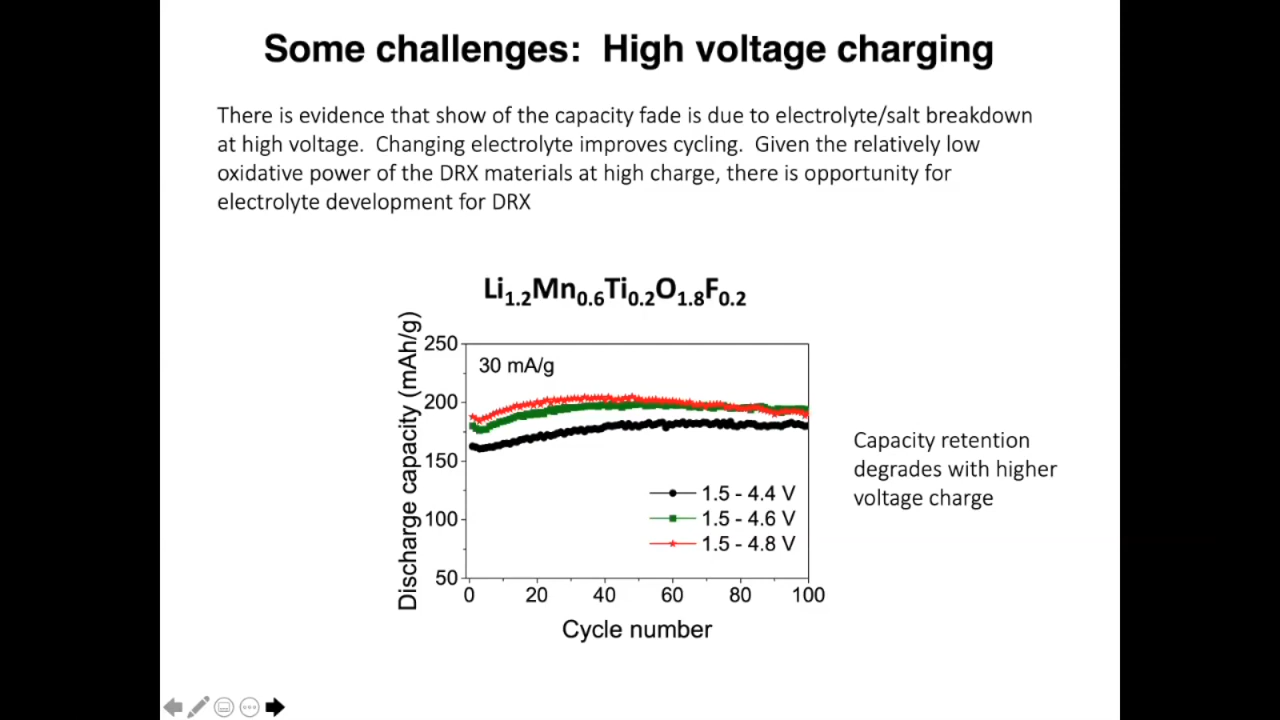 Some challenges:  High voltage charging
There is evidence that show of the capacity fade is due to electrolyte/salt breakdown
at high voltage.  Changing electrolyte improves cycling.  Given the relatively low
oxidative power of the DRX materials at high charge, there is opportunity for
electrolyte development for DRX
Li1.2Mn0.6Ti0.2O1.8F0.2
Discharge capacity (mAh/g)
250
200
150
100
50
30 mA/g
1.5 - 4.4 V
1.5 - 4.6 V
1.5 - 4.8 V
0 20 40 60 80 100
Cycle number
Capacity retention
degrades with higher
voltage charge